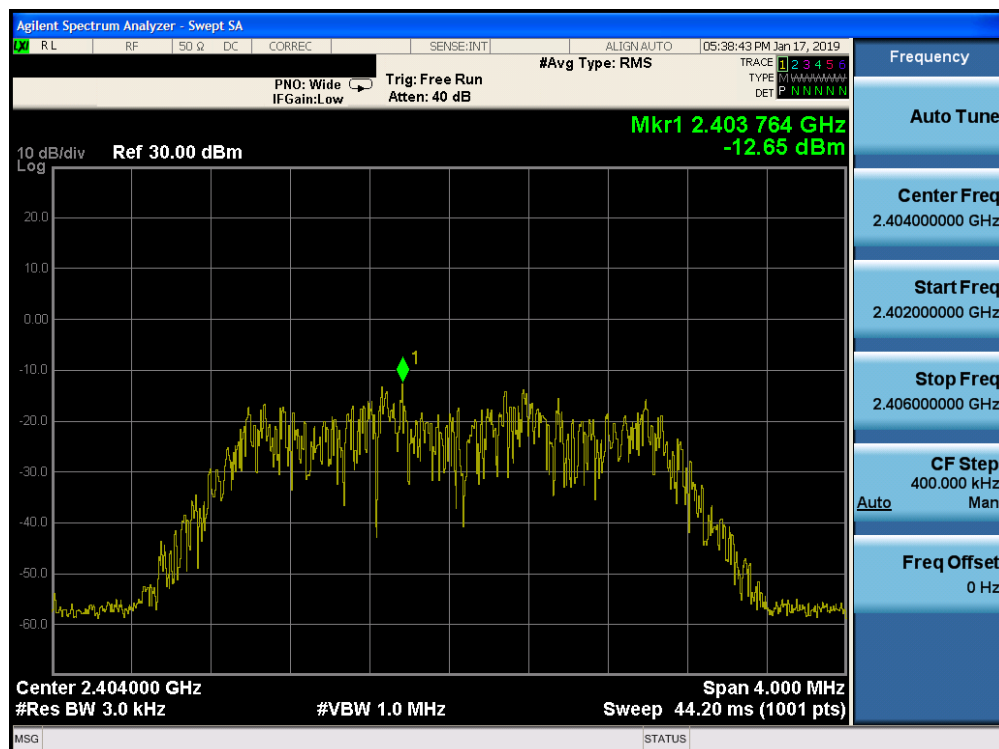 Agilent Spectrum Analyzer - Swept SA
LXI RL RF 50 Ω DC CORREC SENSE:INT ALIGN AUTO 05:38:43 PM Jan 17, 2019
#Avg Type: RMS TRACE 1 2 3 4 5 6
PNO: Wide Trig: Free Run TYPE M WWWWW
IFGain:Low Atten: 40 dB DET P N N N N N
Mkr1 2.403 764 GHz
-12.65 dBm
10 dB/div Ref 30.00 dBm
Log
20.0
10.0
0.00
1
-10.0
-20.0
-30.0
-40.0
-50.0
-60.0
Center 2.404000 GHz Span 4.000 MHz
#Res BW 3.0 kHz #VBW 1.0 MHz Sweep 44.20 ms (1001 pts)
MSG STATUS
Frequency
Auto Tune
Center Freq
2.404000000 GHz
Start Freq
2.402000000 GHz
Stop Freq
2.406000000 GHz
CF Step
400.000 kHz
Auto Man
Freq Offset
0 Hz